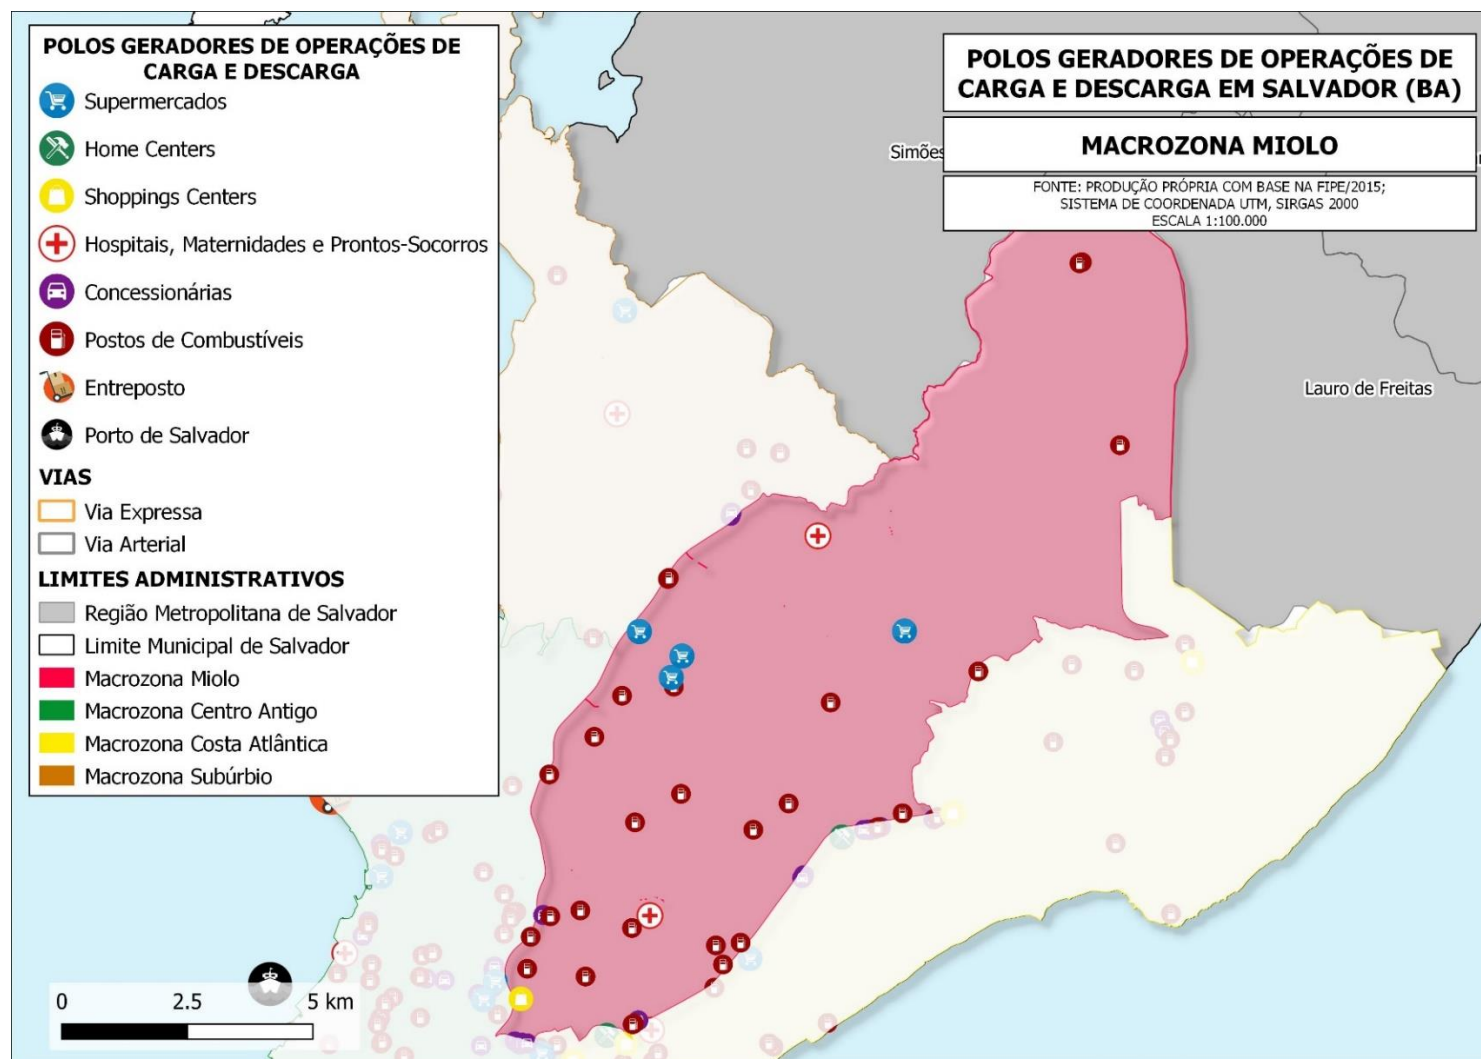 POLOS GERADORES DE OPERAÇÕES DE
CARGA E DESCARGA
Supermercados
Home Centers
Shoppings Centers
Hospitais, Maternidades e Prontos-Socorros
Concessionárias
Postos de Combustíveis
Entreposto
Porto de Salvador
VIAS
Via Expressa
Via Arterial
LIMITES ADMINISTRATIVOS
Região Metropolitana de Salvador
Limite Municipal de Salvador
Macrozona Miolo
Macrozona Centro Antigo
Macrozona Costa Atlântica
Macrozona Subúrbio
POLOS GERADORES DE OPERAÇÕES DE
CARGA E DESCARGA EM SALVADOR (BA)
MACROZONA MIOLO
FONTE: PRODUÇÃO PRÓPRIA COM BASE NA FIPE/2015;
SISTEMA DE COORDENADA UTM, SIRGAS 2000
ESCALA 1:100.000
Simões
Lauro de Freitas
0 2.5 5 km